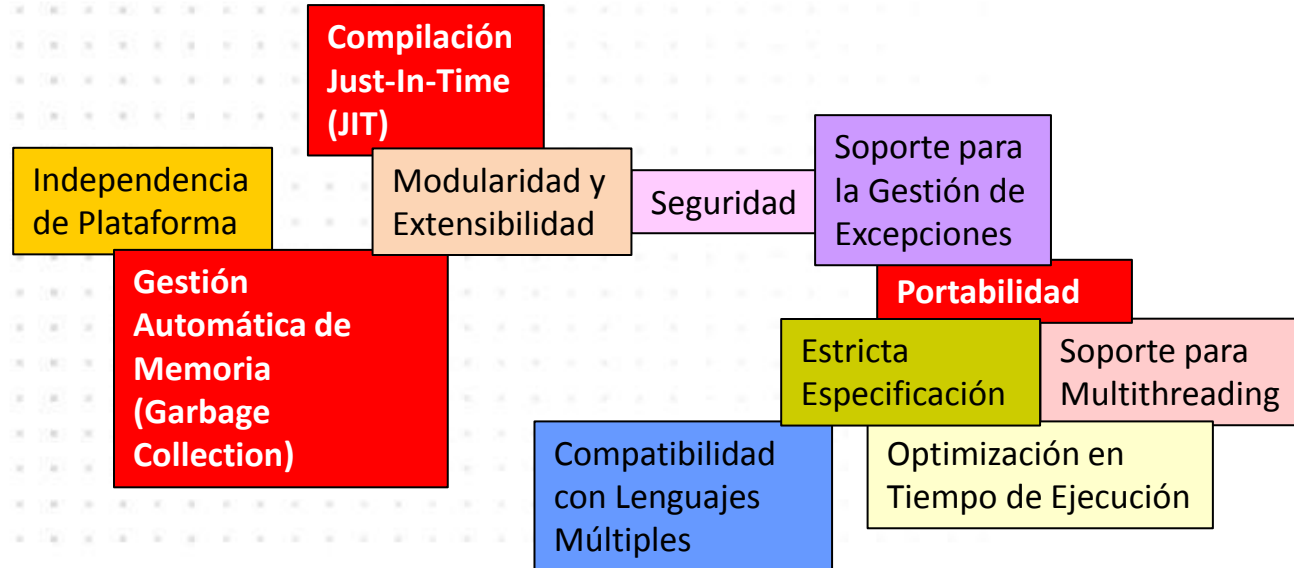 Compilación
Just-In-Time
(JIT)
Independencia
de Plataforma
Modularidad y
Extensibilidad
Seguridad
Soporte para
la Gestión de
Excepciones
Gestión
Automática de
Memoria
(Garbage
Collection)
Portabilidad
Estricta
Especificación
Soporte para
Multithreading
Compatibilidad
con Lenguajes
Múltiples
Optimización en
Tiempo de Ejecución